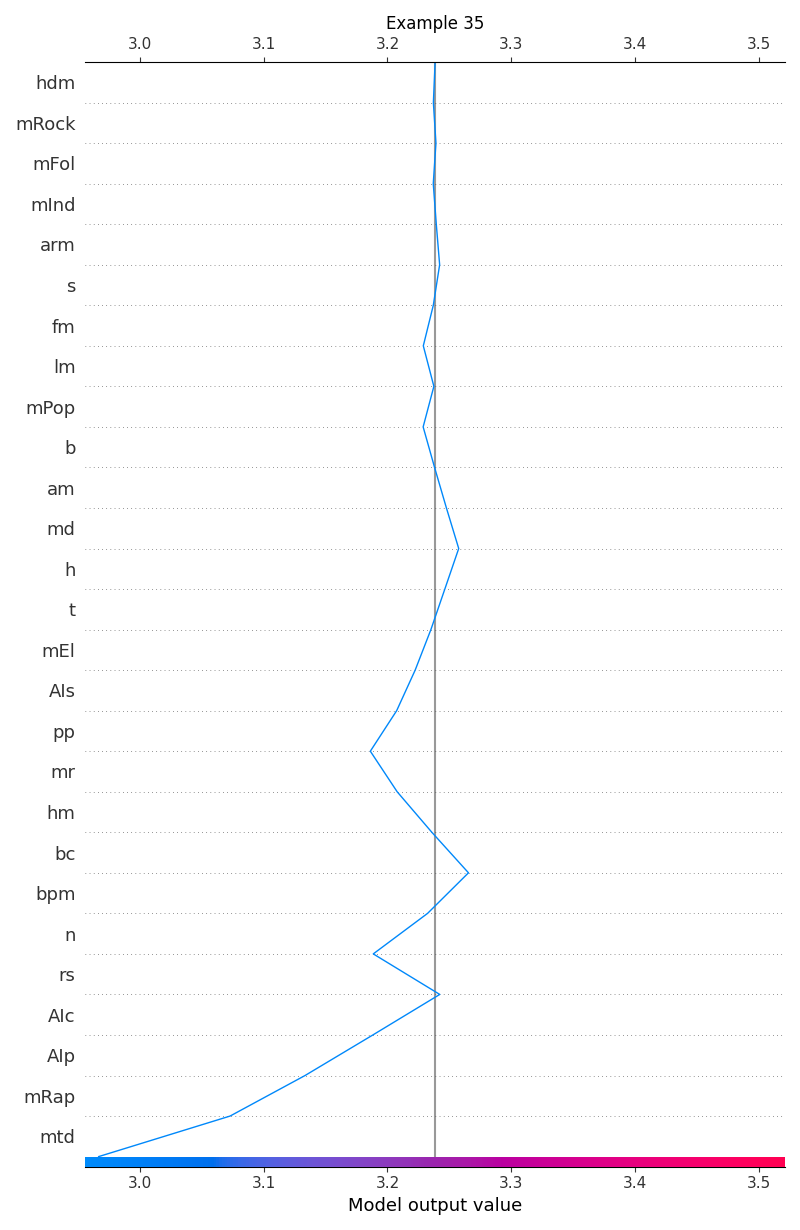 Example 35
3.0 3.1 3.2 3.3 3.4 3.5
hdm
mRock
mFol
mInd
arm
s
fm
lm
mPop
b
am
md
h
t
mEl
AIs
pp
mr
hm
bc
bpm
n
rs
AIc
AIp
mRap
mtd
3.0 3.1 3.2 3.3 3.4 3.5
Model output value